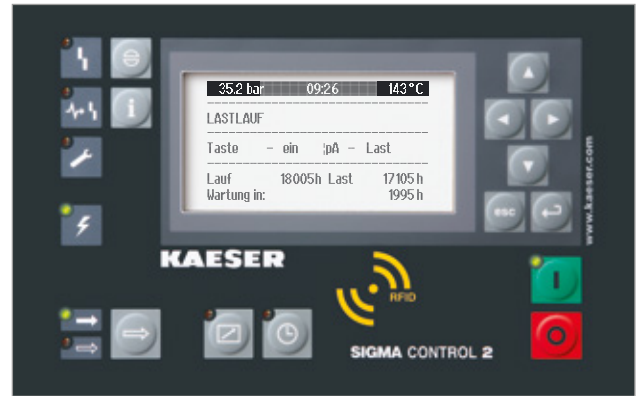 35.2 bar 09:26 143°C
LASTLAUF
Taste - ein ¦pA - Last
Lauf 18005h Last 17105 h
Wartung in: 1995 h
esc
www.kaeser.com
KAESER
RFID
I
O
SIGMA CONTROL 2